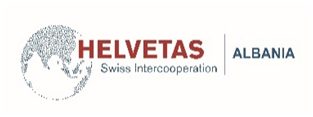 HELVETAS | ALBANIA
Swiss Intercooperation